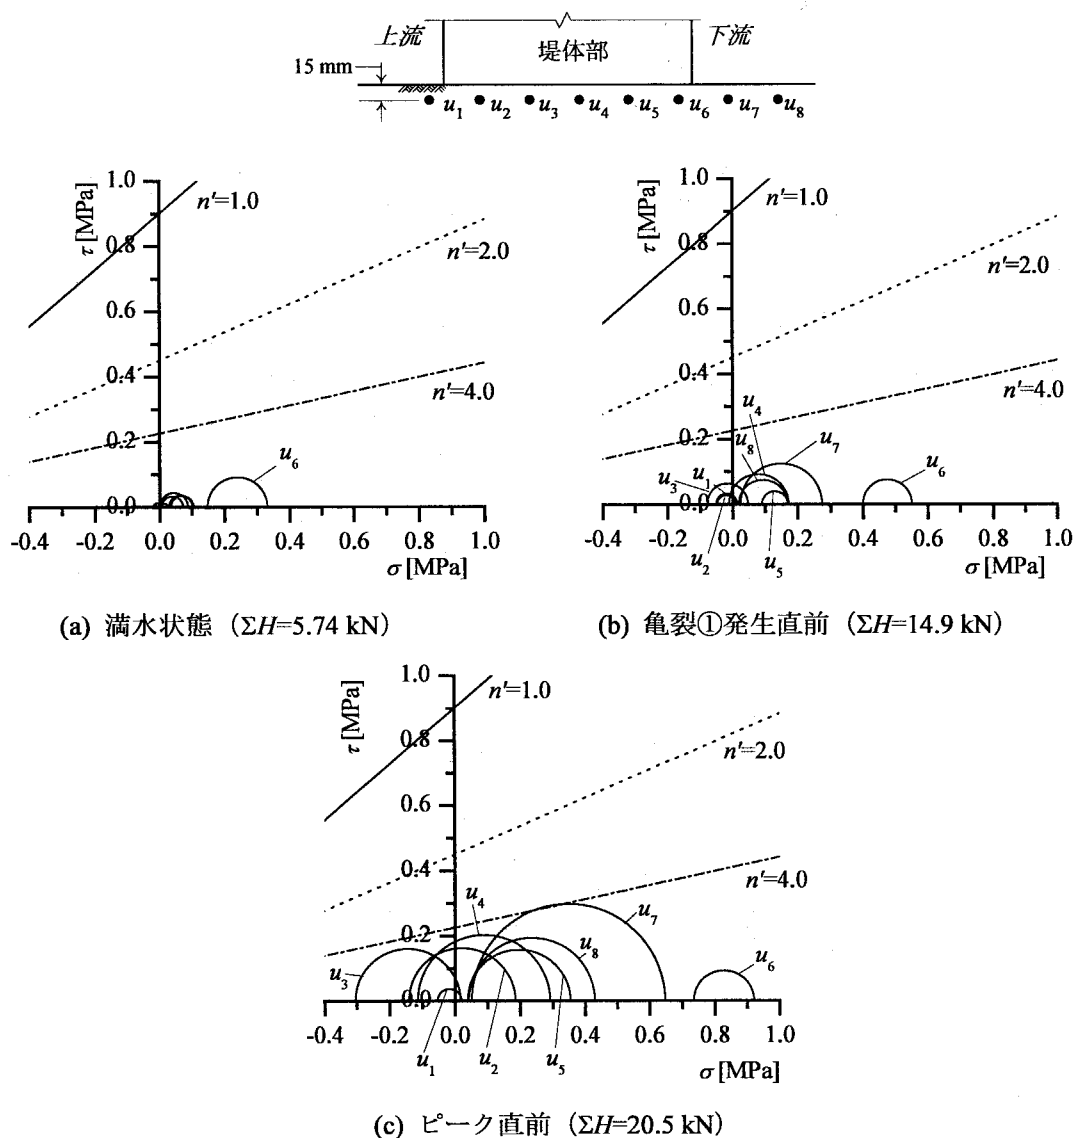 上流
堤体部
下流
15 mm
u₁ u₂ u₃ u₄ u₅ u₆ u₇ u₈
τ [MPa]
1.0
0.8
0.6
0.4
0.2
0.0
n'=1.0
n'=2.0
n'=4.0
u₆
-0.4 -0.2 0.0 0.2 0.4 0.6 0.8 1.0
σ [MPa]
(a) 満水状態（ΣH=5.74 kN）
τ [MPa]
1.0
0.8
0.6
0.4
0.2
0.0
n'=1.0
n'=2.0
n'=4.0
u₄
u₈
u₇
u₃
u₁
u₆
-0.4 -0.2 0.0 0.2 0.4 0.6 0.8 1.0
u₂
u₅
σ [MPa]
(b) 亀裂①発生直前（ΣH=14.9 kN）
τ [MPa]
1.0
0.8
0.6
0.4
0.2
0.0
n'=1.0
n'=2.0
n'=4.0
u₄
u₇
u₈
u₃
u₆
-0.4 -0.2 0.0 0.2 0.4 0.6 0.8 1.0
u₁
u₂
u₅
σ [MPa]
(c) ピーク直前（ΣH=20.5 kN）